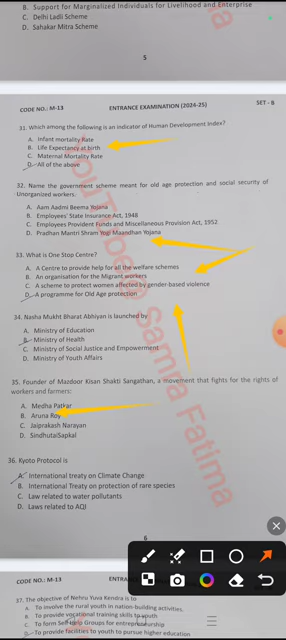 B. Support for Marginalized Individuals for Livelihood and Enterprise
C. Delhi Ladli Scheme
D. Sahakar Mitra Scheme
5
CODE NO.: M-13 ENTRANCE EXAMINATION (2024-25) SET - B
31. Which among the following is an indicator of Human Development Index?
A. Infant mortality Rate
B. Life Expectancy at birth
C. Maternal Mortality Rate
D. All of the above
32. Name the government scheme meant for old age protection and social security of
Unorganized workers.
A. Aam Aadmi Beema Yojana
B. Employees' State Insurance Act, 1948
C. Employees Provident Funds and Miscellaneous Provision Act, 1952
D. Pradhan Mantri Shram Yogi Maandhan Yojana
33. What is One Stop Centre?
A. A Centre to provide help for all the welfare schemes
B. An organisation for the Migrant workers
C. A scheme to protect women affected by gender-based violence
D. A programme for Old Age protection
34. Nasha Mukht Bharat Abhiyan is launched by
A. Ministry of Education
B. Ministry of Health
C. Ministry of Social Justice and Empowerment
D. Ministry of Youth Affairs
35. Founder of Mazdoor Kisan Shakti Sangathan, a movement that fights for the rights of
workers and farmers:
A. Medha Patkar
B. Aruna Roy
C. Jaiprakash Narayan
D. SindhutaiSapkal
36. Kyoto Protocol is
A. International treaty on Climate Change
B. International Treaty on protection of rare species
C. Law related to water pollutants
D. Laws related to AQI
6
YouTube: Samra Fatima
CODE NO.: M-13
37. The objective of Nehru Yuva Kendra is to
A. To involve the rural youth in nation-building activities.
B. To provide vocational training skills to youth
C. To form Self-Help Groups for entrepreneurship
D. To provide facilities to youth to pursue higher education